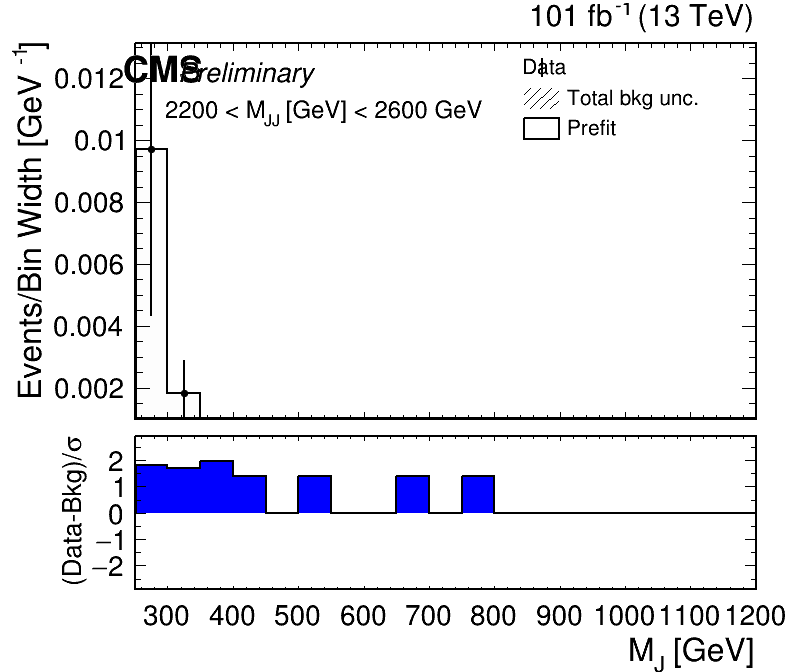 101 fb⁻¹ (13 TeV)
CMS Preliminary
2200 < M_JJ [GeV] < 2600 GeV
Data
Total bkg unc.
Prefit
Events/Bin Width [GeV⁻¹]
0.012
0.01
0.008
0.006
0.004
0.002
(Data-Bkg)/σ
2
1
0
−1
−2
300 400 500 600 700 800 900 1000 1100 1200
M_J [GeV]